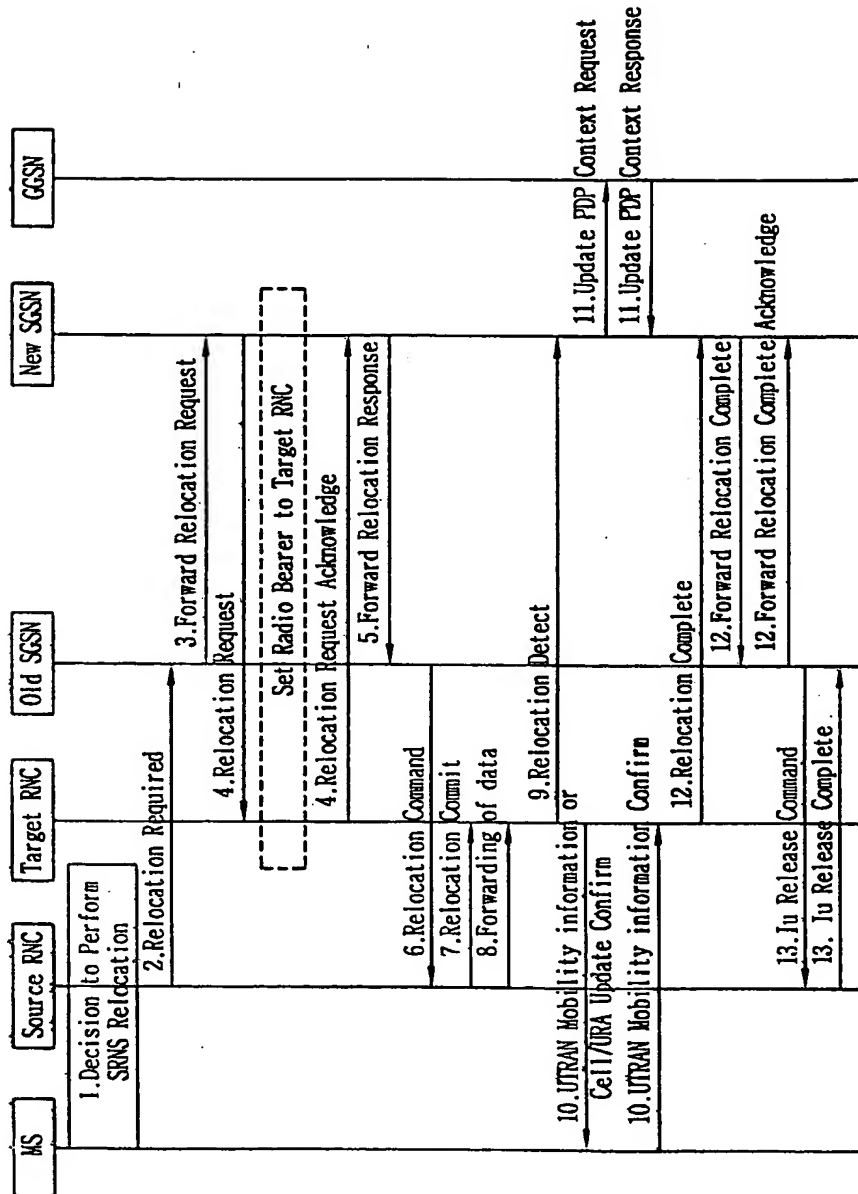 MS
Source RNC
Target RNC
Old SGSN
New SGSN
GGSN
1.Decision to Perform
SRNS Relocation
2.Relocation Required
3.Forward Relocation Request
4.Relocation Request
Set Radio Bearer to Target RNC
4.Relocation Request Acknowledge
5.Forward Relocation Response
6.Relocation Command
7.Relocation Commit
8.Forwarding of data
9.Relocation Detect
10.UTRAN Mobility information or
Cell/URA Update Confirm
10.UTRAN Mobility information Confirm
11.Update PDP Context Request
11.Update PDP Context Response
12.Relocation Complete
12.Forward Relocation Complete
12.Forward Relocation Complete Acknowledge
13.Iu Release Command
13. Iu Release Complete